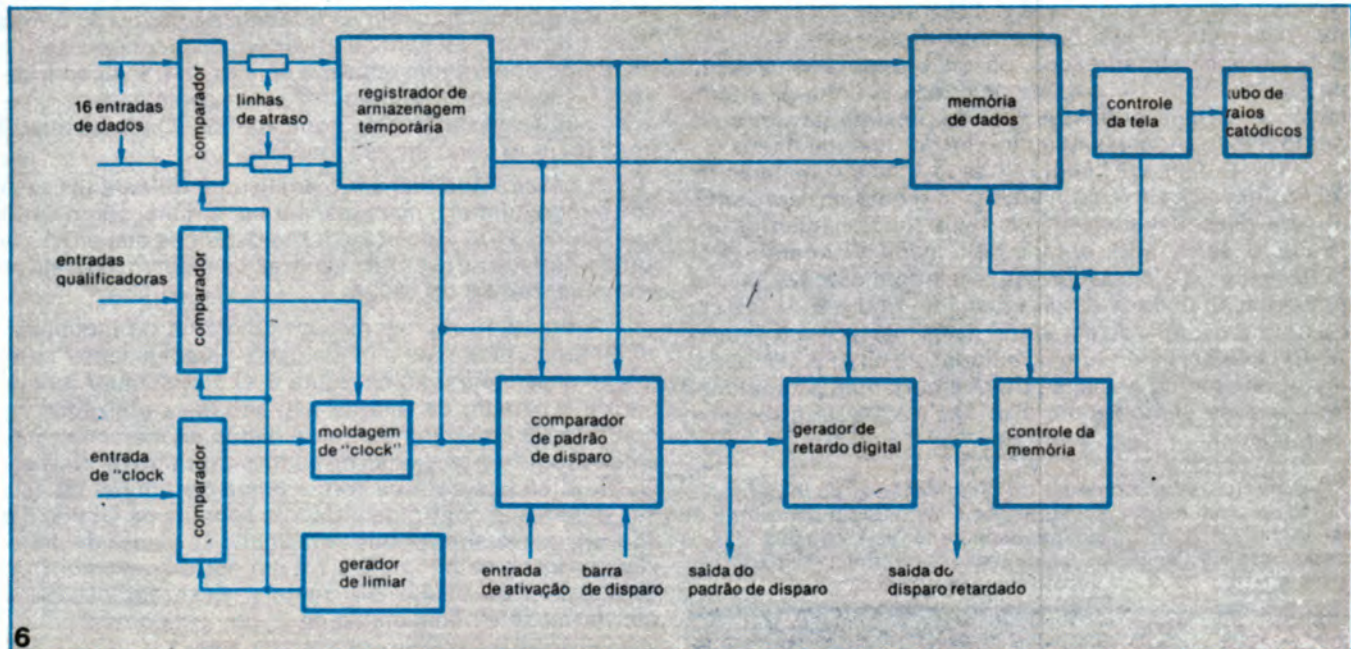 16 entradas
de dados
comparador
linhas
de atraso
registrador de
armazenagem
temporária
memória
de dados
controle
da tela
tubo de
raios
catódicos
entradas
qualificadoras
comparador
entrada
de "clock
comparador
moldagem
de "clock"
comparador
de padrão
de disparo
gerador de
retardo digital
controle da
memória
gerador
de limiar
entrada
de ativação
barra
de disparo
saída do
padrão de disparo
saída do
disparo retardado
6